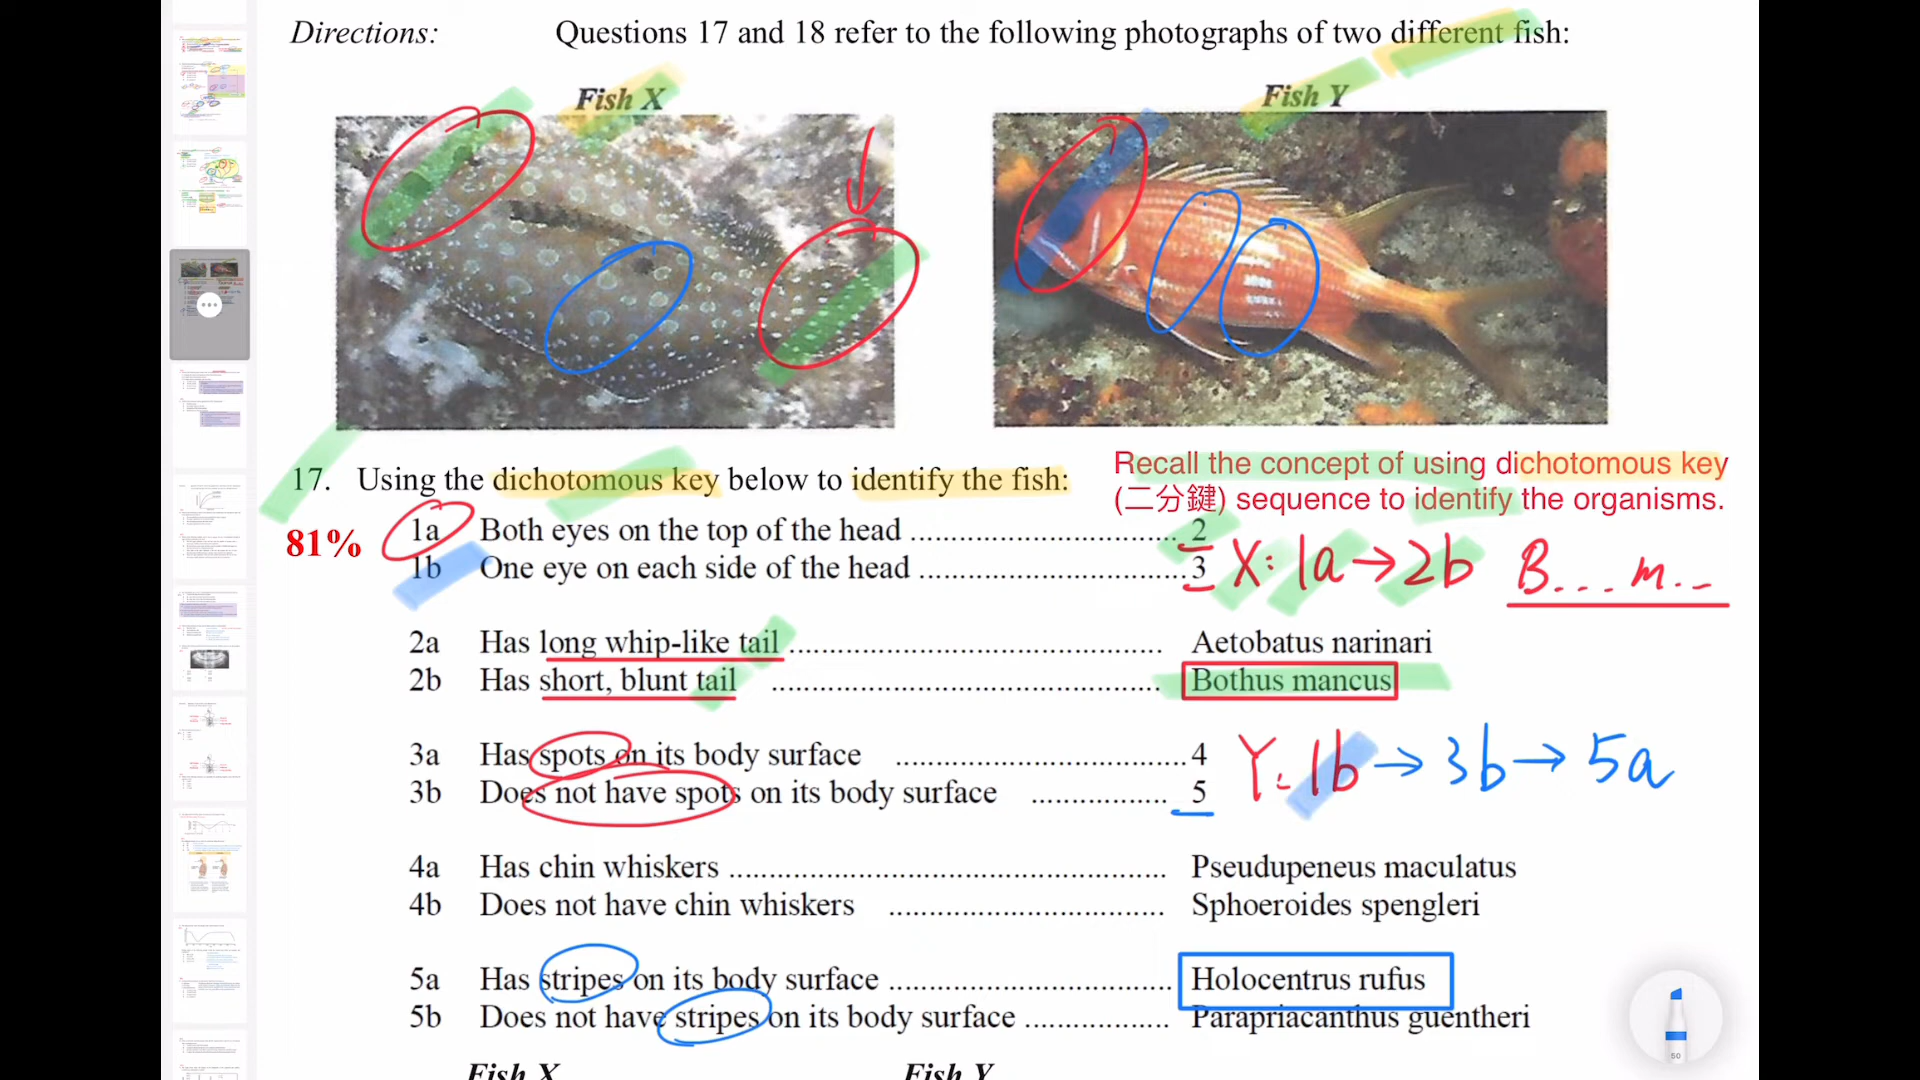 Directions: Questions 17 and 18 refer to the following photographs of two different fish:
Fish X Fish Y
17. Using the dichotomous key below to identify the fish:
Recall the concept of using dichotomous key
(二分鍵) sequence to identify the organisms.
81%
1a Both eyes on the top of the head ................................ 2
1b One eye on each side of the head ................................ 3
X: 1a → 2b B... m..
2a Has long whip-like tail .............................................. Aetobatus narinari
2b Has short, blunt tail ................................................ Bothus mancus
3a Has spots on its body surface .................................... 4
3b Does not have spots on its body surface ................. 5
Y: 1b → 3b → 5a
4a Has chin whiskers ...................................................... Pseudupeneus maculatus
4b Does not have chin whiskers .................................. Sphoeroides spengleri
5a Has stripes on its body surface ................................... Holocentrus rufus
5b Does not have stripes on its body surface .................. Parapriacanthus guentheri
Fish X Fish Y
50